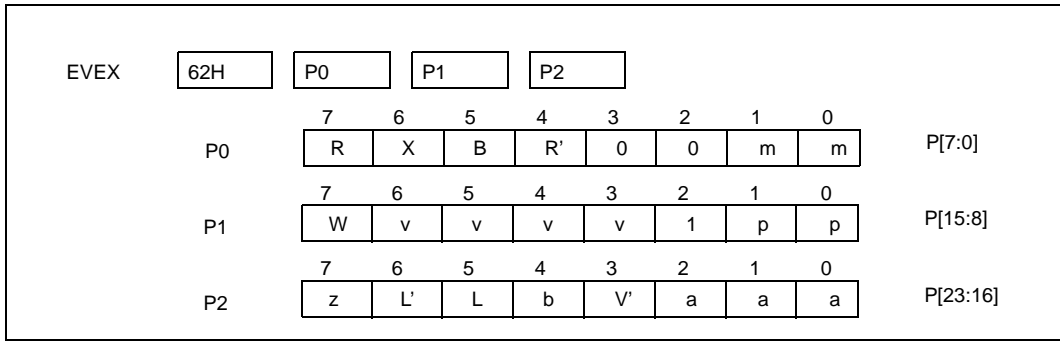 EVEX 62H P0 P1 P2
7 6 5 4 3 2 1 0
P0 R X B R’ 0 0 m m P[7:0]
7 6 5 4 3 2 1 0
P1 W v v v v 1 p p P[15:8]
7 6 5 4 3 2 1 0
P2 z L’ L b V’ a a a P[23:16]